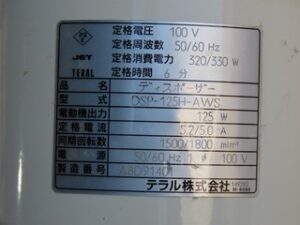 定格電圧 100 V
定格周波数 50/60 Hz
定格消費電力 320/330 W
定格時間 6 分
JET
TERAL
品名 ディスポーザー
型式 DSP-125H-AWS
電動機出力 125 W
定格電流 5.2/5.0 A
同期回転数 1500/1800 min⁻¹
電源 50/60 Hz 1 φ 100 V
製造番号 A8D91401
テラル株式会社